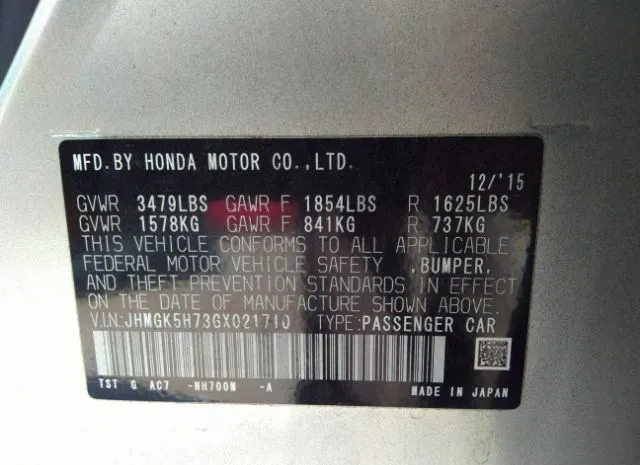 MFD.BY HONDA MOTOR CO.,LTD.
12/'15
GVWR 3479LBS GAWR F 1854LBS R 1625LBS
GVWR 1578KG GAWR F 841KG R 737KG
THIS VEHICLE CONFORMS TO ALL APPLICABLE
FEDERAL MOTOR VEHICLE SAFETY ,BUMPER,
AND THEFT PREVENTION STANDARDS IN EFFECT
ON THE DATE OF MANUFACTURE SHOWN ABOVE.
V.I.N.:JHMGK5H73GX021710 TYPE:PASSENGER CAR
TST G AC7 -NH700M -A MADE IN JAPAN